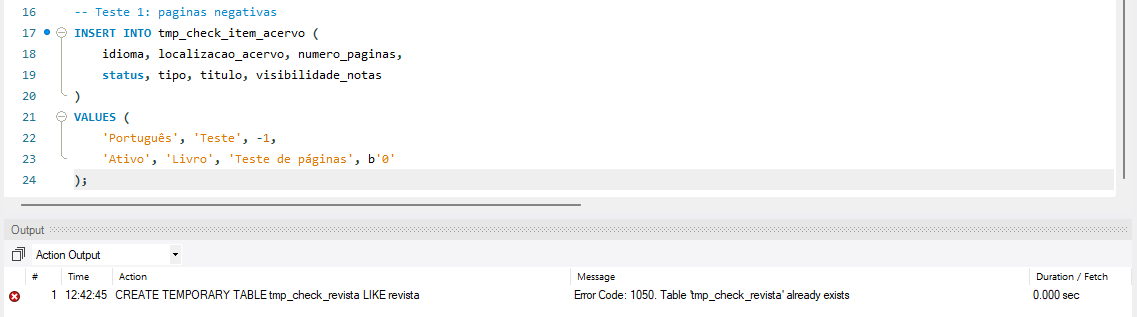 16 -- Teste 1: paginas negativas
17 INSERT INTO tmp_check_item_acervo (
18 idioma, localizacao_acervo, numero_paginas,
19 status, tipo, titulo, visibilidade_notas
20 )
21 VALUES (
22 'Português', 'Teste', -1,
23 'Ativo', 'Livro', 'Teste de páginas', b'0'
24 );
Output
Action Output
# Time Action Message Duration / Fetch
1 12:42:45 CREATE TEMPORARY TABLE tmp_check_revista LIKE revista Error Code: 1050. Table 'tmp_check_revista' already exists 0.000 sec